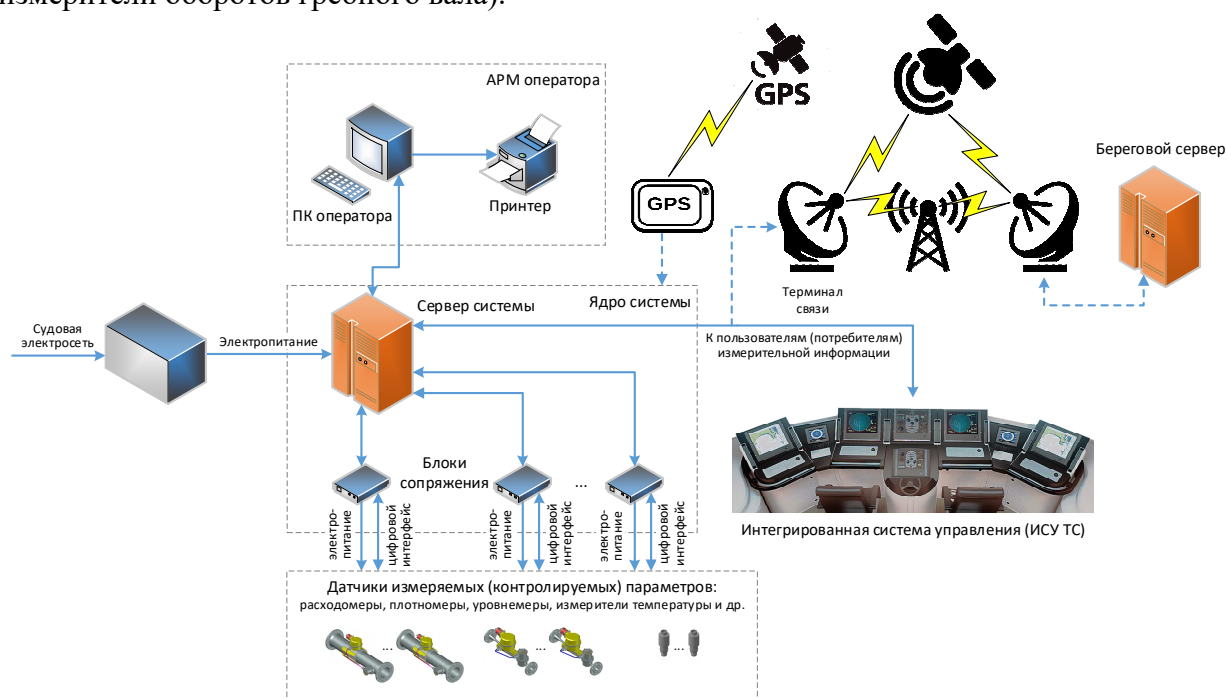 измерители оборотов гребного вала).
АРМ оператора
ПК оператора
Принтер
GPS
GPS
Береговой сервер
Терминал
связи
Ядро системы
Сервер системы
Судовая
электросеть
Электропитание
К пользователям (потребителям)
измерительной информации
Блоки
сопряжения
...
электро-
питание
цифровой
интерфейс
электро-
питание
цифровой
интерфейс
электро-
питание
цифровой
интерфейс
Интегрированная система управления (ИСУ ТС)
Датчики измеряемых (контролируемых) параметров:
расходомеры, плотномеры, уровнемеры, измерители температуры и др.
... ... ...